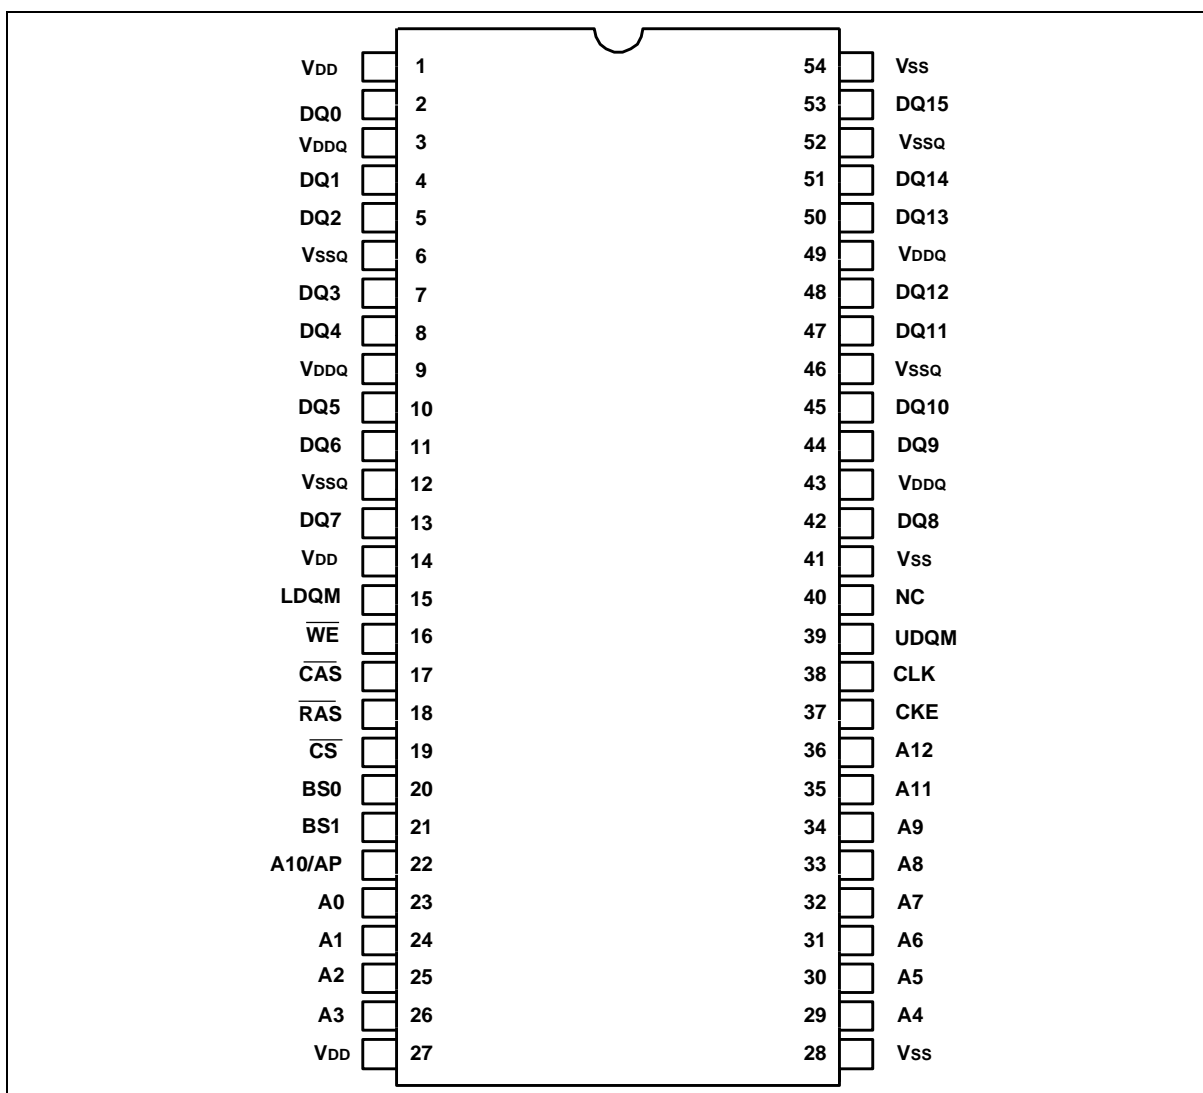 VDD 1 54 VSS
DQ0 2 53 DQ15
VDDQ 3 52 VSSQ
DQ1 4 51 DQ14
DQ2 5 50 DQ13
VSSQ 6 49 VDDQ
DQ3 7 48 DQ12
DQ4 8 47 DQ11
VDDQ 9 46 VSSQ
DQ5 10 45 DQ10
DQ6 11 44 DQ9
VSSQ 12 43 VDDQ
DQ7 13 42 DQ8
VDD 14 41 VSS
LDQM 15 40 NC
W̅E̅ 16 39 UDQM
C̅A̅S̅ 17 38 CLK
R̅A̅S̅ 18 37 CKE
C̅S̅ 19 36 A12
BS0 20 35 A11
BS1 21 34 A9
A10/AP 22 33 A8
A0 23 32 A7
A1 24 31 A6
A2 25 30 A5
A3 26 29 A4
VDD 27 28 VSS